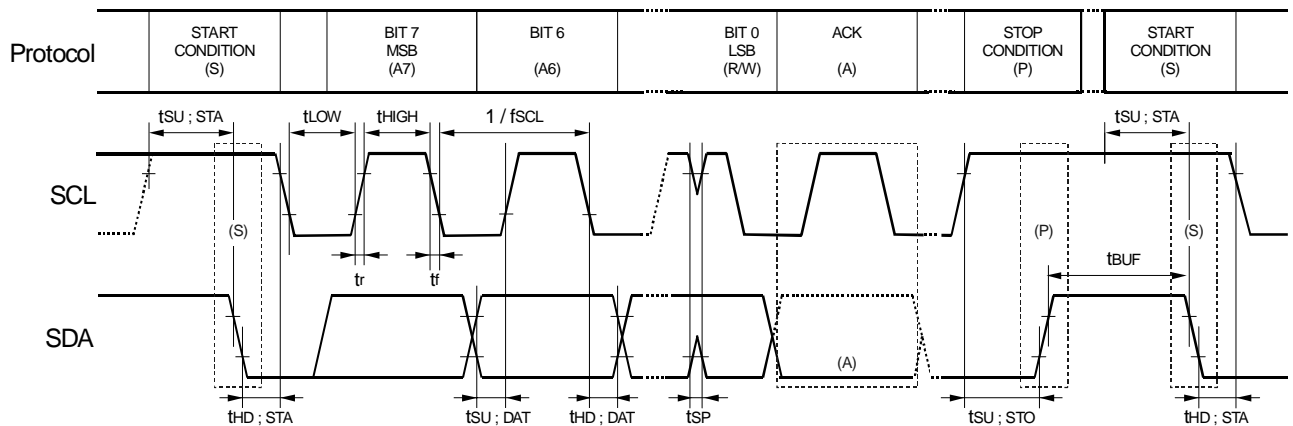 Protocol
START
CONDITION
(S)
BIT 7
MSB
(A7)
BIT 6
(A6)
BIT 0
LSB
(R/W)
ACK
(A)
STOP
CONDITION
(P)
START
CONDITION
(S)
tSU ; STA
tLOW
tHIGH
1 / fSCL
tSU ; STA
SCL
(S)
(P)
(S)
tr
tf
tBUF
SDA
(A)
tHD ; STA
tSU ; DAT
tHD ; DAT
tSP
tSU ; STO
tHD ; STA